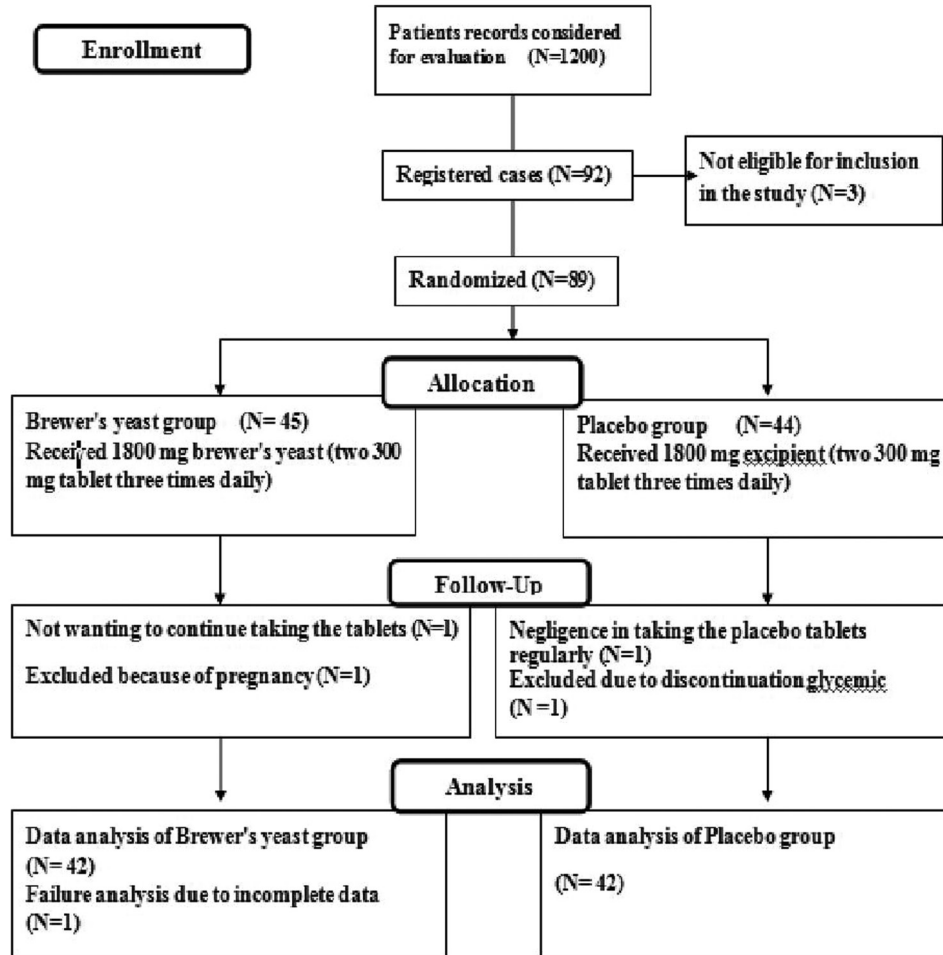 Enrollment
Patients records considered
for evaluation (N=1200)
Registered cases (N=92)
Not eligible for inclusion
in the study (N=3)
Randomized (N=89)
Allocation
Brewer's yeast group (N= 45)
Received 1800 mg brewer's yeast (two 300
mg tablet three times daily)
Placebo group (N=44)
Received 1800 mg excipient (two 300 mg
tablet three times daily)
Follow-Up
Not wanting to continue taking the tablets (N=1)
Excluded because of pregnancy (N=1)
Negligence in taking the placebo tablets
regularly (N=1)
Excluded due to discontinuation glycemic
(N =1)
Analysis
Data analysis of Brewer's yeast group
(N= 42)
Failure analysis due to incomplete data
(N=1)
Data analysis of Placebo group
(N= 42)